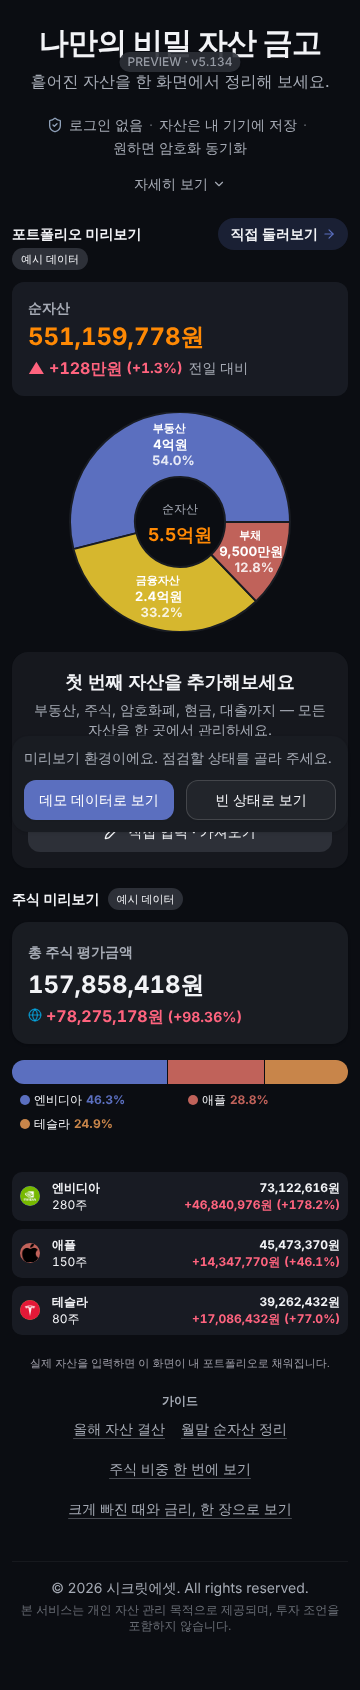 나만의 비밀 자산 금고
PREVIEW · v5.134
흩어진 자산을 한 화면에서 정리해 보세요.
로그인 없음 · 자산은 내 기기에 저장 ·
원하면 암호화 동기화
자세히 보기
포트폴리오 미리보기
직접 둘러보기
예시 데이터
순자산
551,159,778원
▲ +128만원 (+1.3%) 전일 대비
부동산
4억원
54.0%
순자산
5.5억원
부채
9,500만원
12.8%
금융자산
2.4억원
33.2%
첫 번째 자산을 추가해보세요
부동산, 주식, 암호화폐, 현금, 대출까지 — 모든
자산을 한 곳에서 관리하세요.
미리보기 환경이에요. 점검할 상태를 골라 주세요.
데모 데이터로 보기
빈 상태로 보기
직접 입력 · 가져오기
주식 미리보기
예시 데이터
총 주식 평가금액
157,858,418원
+78,275,178원 (+98.36%)
엔비디아 46.3%
애플 28.8%
테슬라 24.9%
엔비디아
73,122,616원
280주
+46,840,976원 (+178.2%)
애플
45,473,370원
150주
+14,347,770원 (+46.1%)
테슬라
39,262,432원
80주
+17,086,432원 (+77.0%)
실제 자산을 입력하면 이 화면이 내 포트폴리오로 채워집니다.
가이드
올해 자산 결산 월말 순자산 정리
주식 비중 한 번에 보기
크게 빠진 때와 금리, 한 장으로 보기
© 2026 시크릿에셋. All rights reserved.
본 서비스는 개인 자산 관리 목적으로 제공되며, 투자 조언을
포함하지 않습니다.